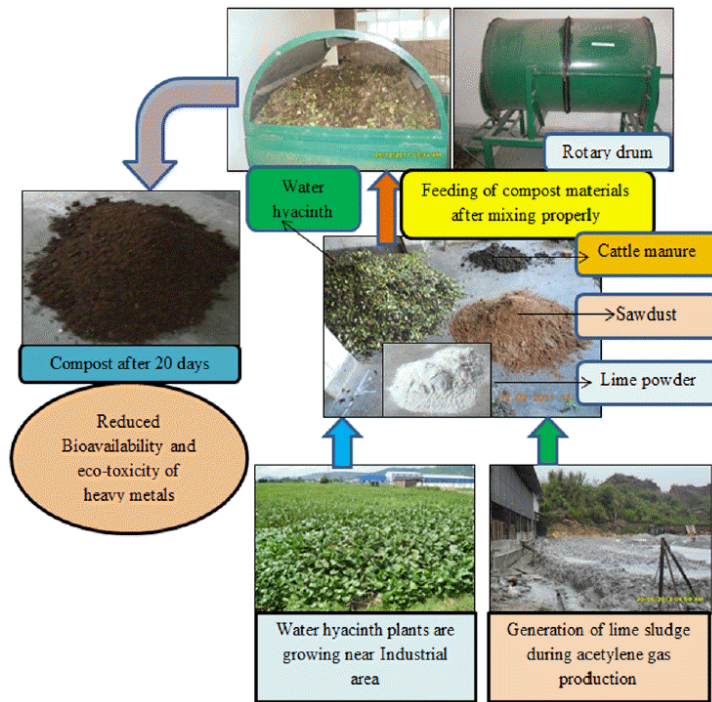 Rotary drum
Water
hyacinth
Feeding of compost materials
after mixing properly
Cattle manure
Sawdust
Lime powder
Compost after 20 days
Reduced
Bioavailability and
eco-toxicity of
heavy metals
Water hyacinth plants are
growing near Industrial
area
Generation of lime sludge
during acetylene gas
production